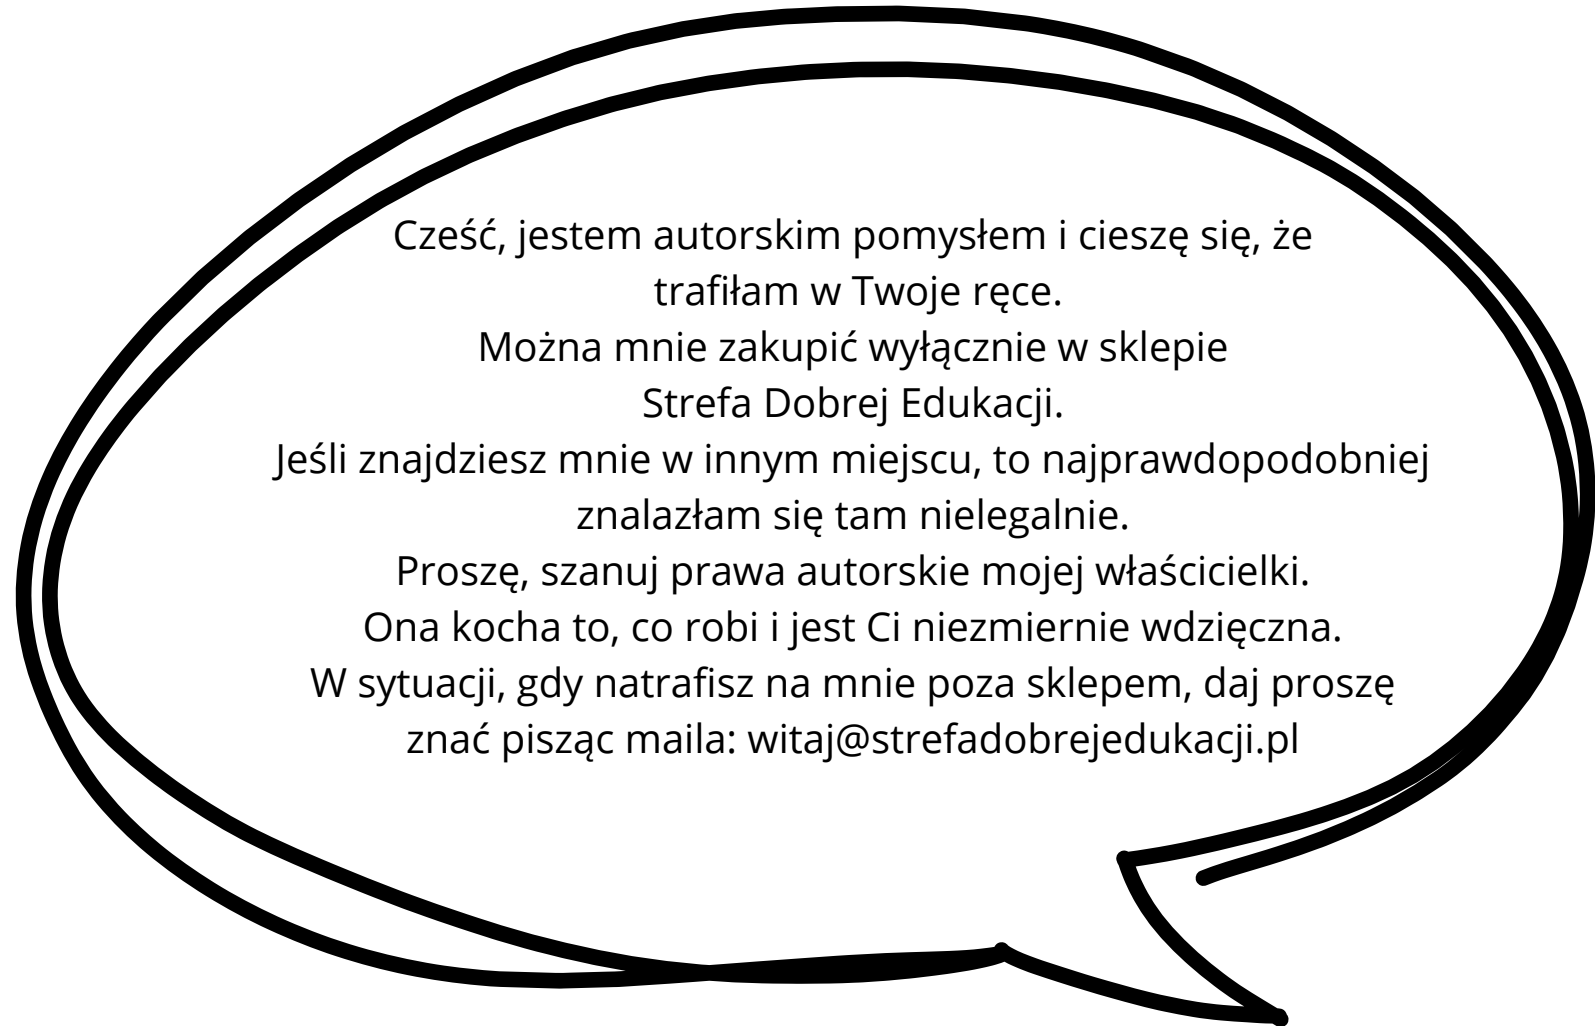 Cześć, jestem autorskim pomysłem i cieszę się, że
trafiłam w Twoje ręce.
Można mnie zakupić wyłącznie w sklepie
Strefa Dobrej Edukacji.
Jeśli znajdziesz mnie w innym miejscu, to najprawdopodobniej
znalazłam się tam nielegalnie.
Proszę, szanuj prawa autorskie mojej właścicielki.
Ona kocha to, co robi i jest Ci niezmiernie wdzięczna.
W sytuacji, gdy natrafisz na mnie poza sklepem, daj proszę
znać pisząc maila: witaj@strefadobrejedukacji.pl